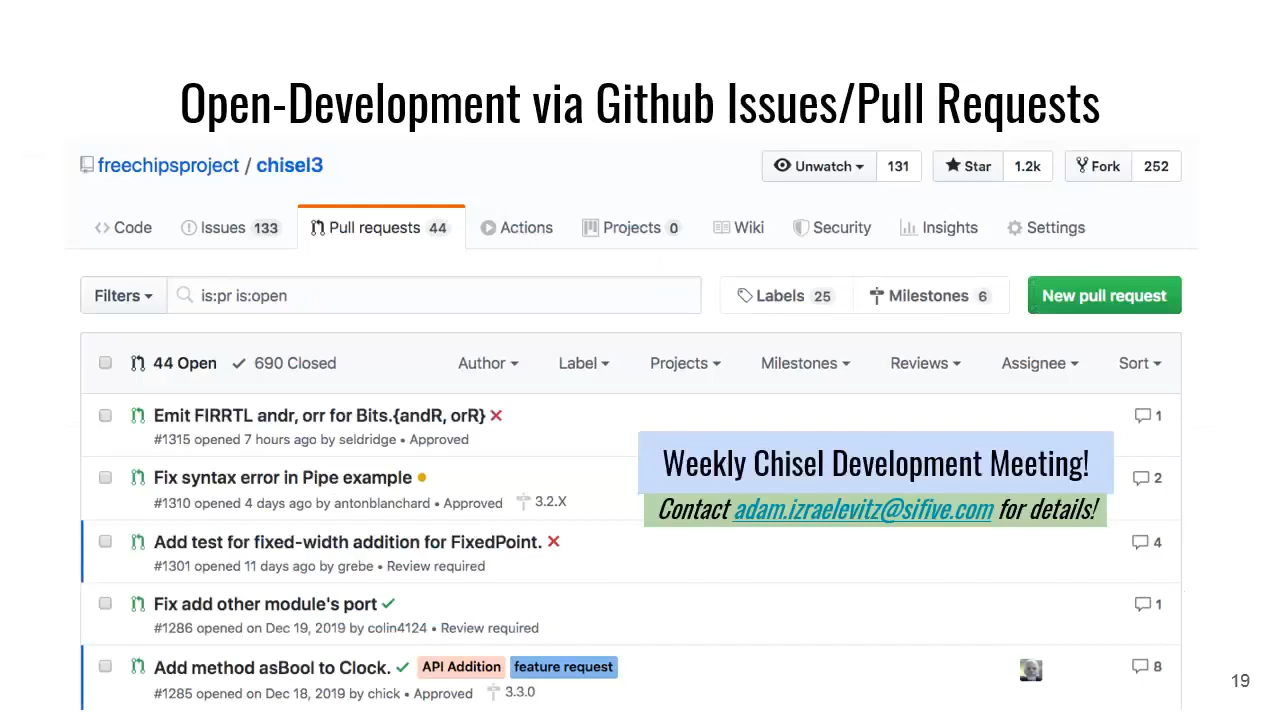 Open-Development via Github Issues/Pull Requests
freechipsproject / chisel3
Unwatch 131 Star 1.2k Fork 252
Code Issues 133 Pull requests 44 Actions Projects 0 Wiki Security Insights Settings
Filters is:pr is:open Labels 25 Milestones 6 New pull request
44 Open 690 Closed Author Label Projects Milestones Reviews Assignee Sort
Emit FIRRTL andr, orr for Bits.{andR, orR} 1
#1315 opened 7 hours ago by seldridge • Approved
Weekly Chisel Development Meeting!
Fix syntax error in Pipe example 2
#1310 opened 4 days ago by antonblanchard • Approved 3.2.X
Contact adam.izraelevitz@sifive.com for details!
Add test for fixed-width addition for FixedPoint. 4
#1301 opened 11 days ago by grebe • Review required
Fix add other module's port 1
#1286 opened on Dec 19, 2019 by colin4124 • Review required
Add method asBool to Clock. API Addition feature request 8
#1285 opened on Dec 18, 2019 by chick • Approved 3.3.0
19